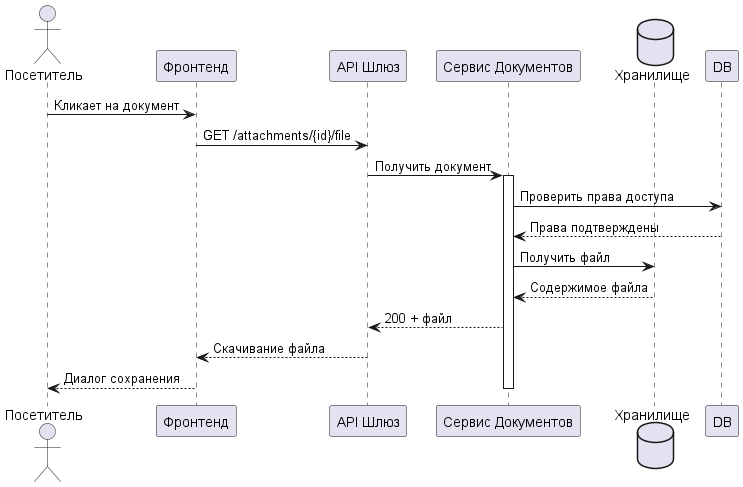 Посетитель
Фронтенд
API Шлюз
Сервис Документов
Хранилище
DB
Кликает на документ
GET /attachments/{id}/file
Получить документ
Проверить права доступа
Права подтверждены
Получить файл
Содержимое файла
200 + файл
Скачивание файла
Диалог сохранения
Посетитель
Фронтенд
API Шлюз
Сервис Документов
Хранилище
DB